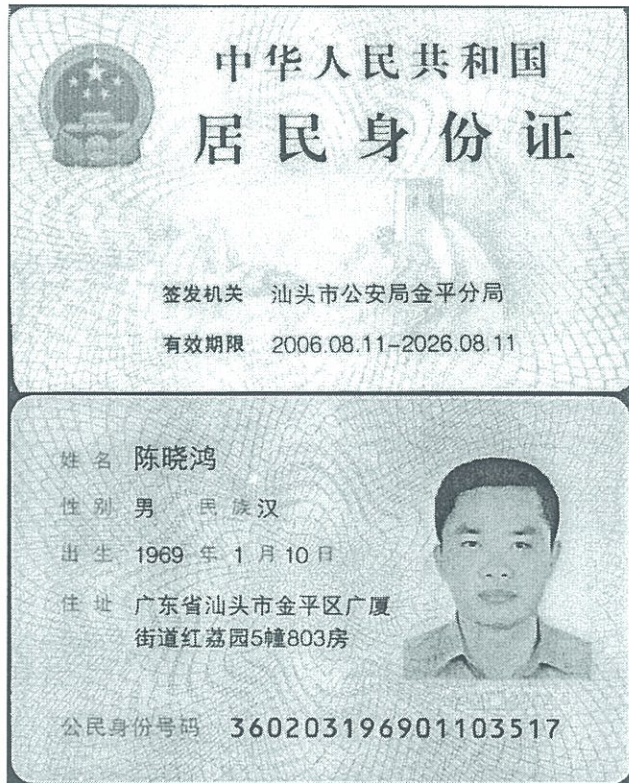 中华人民共和国
居民身份证
签发机关 汕头市公安局金平分局
有效期限 2006.08.11-2026.08.11
姓名 陈晓鸿
性别 男 民族 汉
出生 1969 年 1 月 10 日
住址 广东省汕头市金平区广厦
街道红荔园5幢803房
公民身份号码 360203196901103517